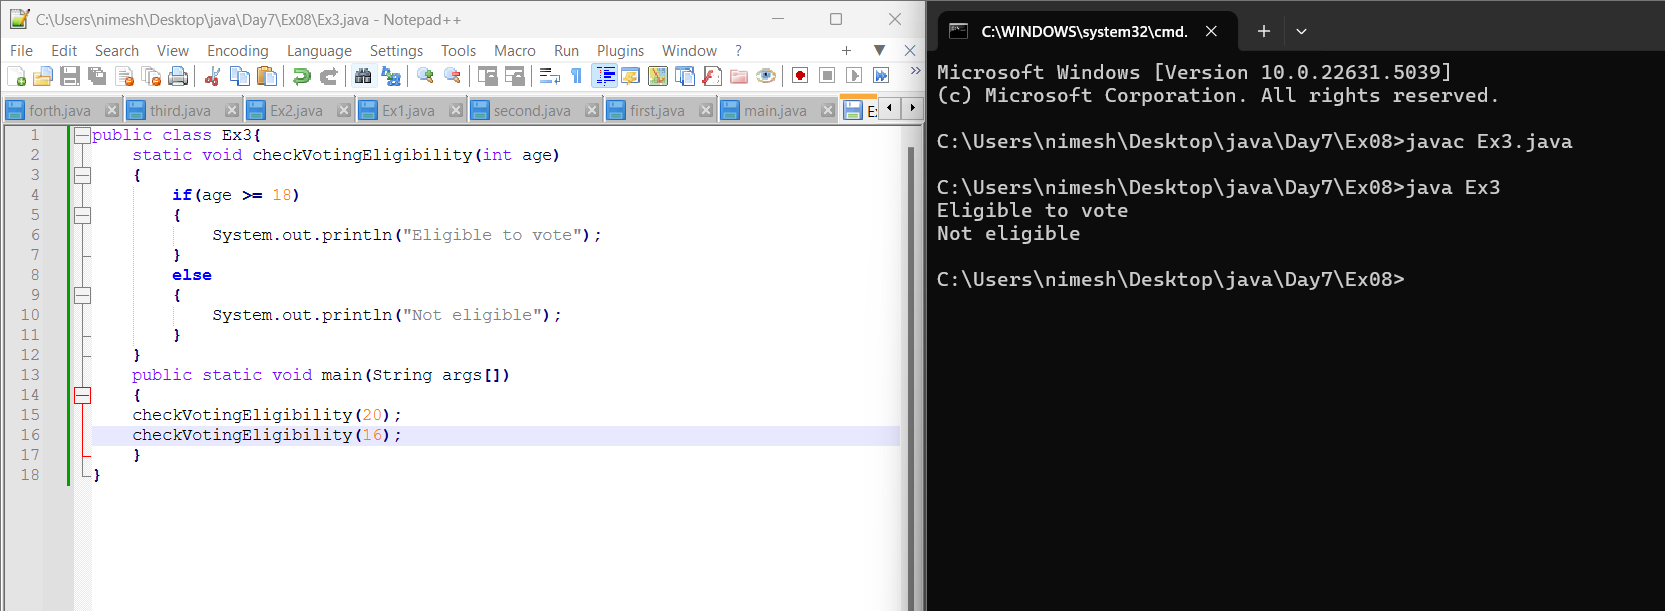 C:\Users\nimesh\Desktop\java\Day7\Ex08\Ex3.java - Notepad++
File Edit Search View Encoding Language Settings Tools Macro Run Plugins Window ?
forth.java third.java Ex2.java Ex1.java second.java first.java main.java
1 public class Ex3{
2 static void checkVotingEligibility(int age)
3 {
4 if(age >= 18)
5 {
6 System.out.println("Eligible to vote");
7 }
8 else
9 {
10 System.out.println("Not eligible");
11 }
12 }
13 public static void main(String args[])
14 {
15 checkVotingEligibility(20);
16 checkVotingEligibility(16);
17 }
18 }
C:\WINDOWS\system32\cmd.
Microsoft Windows [Version 10.0.22631.5039]
(c) Microsoft Corporation. All rights reserved.
C:\Users\nimesh\Desktop\java\Day7\Ex08>javac Ex3.java
C:\Users\nimesh\Desktop\java\Day7\Ex08>java Ex3
Eligible to vote
Not eligible
C:\Users\nimesh\Desktop\java\Day7\Ex08>